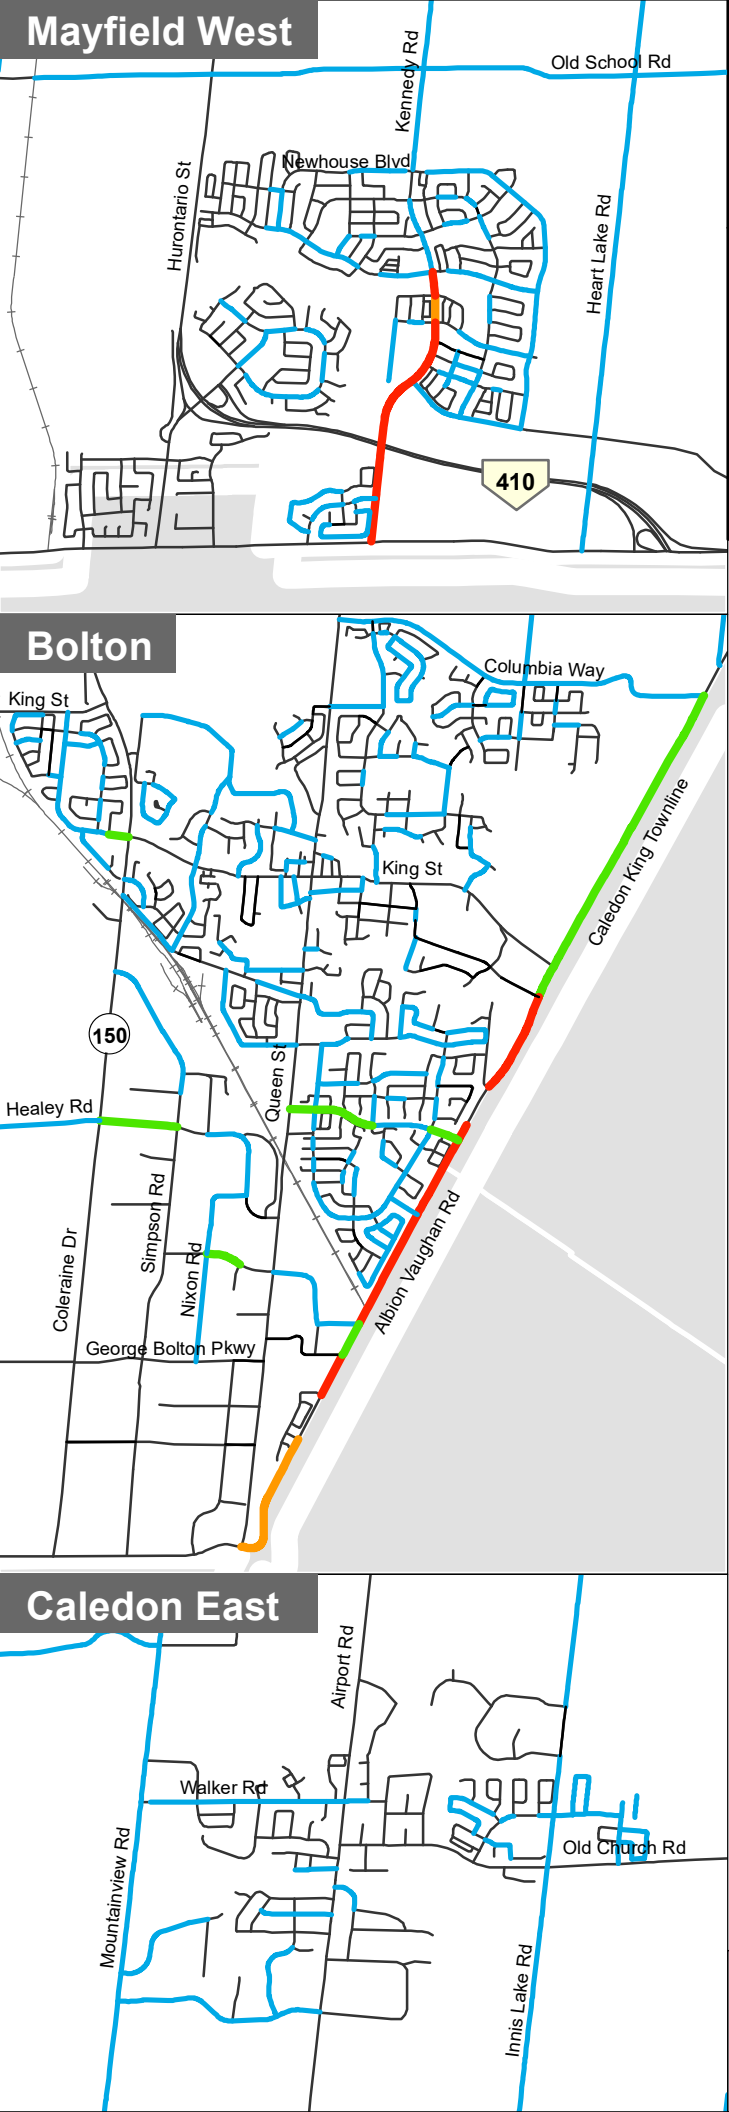 Mayfield West
Kennedy Rd
Old School Rd
Newhouse Blvd
Hurontario St
Heart Lake Rd
410
Bolton
Columbia Way
King St
Caledon King Townline
King St
150
Queen St
Healey Rd
Simpson Rd
Coleraine Dr
Nixon Rd
Albion Vaughan Rd
George Bolton Pkwy
Caledon East
Airport Rd
Walker Rd
Mountainview Rd
Old Church Rd
Innis Lake Rd